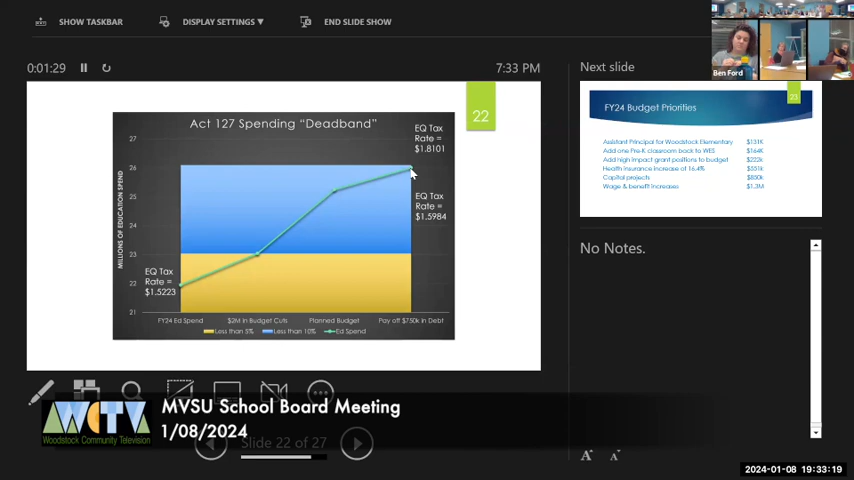 SHOW TASKBAR
DISPLAY SETTINGS ▼
END SLIDE SHOW
0:01:29
7:33 PM
Next slide
Ben Ford
22
Act 127 Spending “Deadband”
EQ Tax
Rate =
$1.8101
EQ Tax
Rate =
$1.5984
EQ Tax
Rate =
$1.5223
MILLIONS OF EDUCATION SPEND
27
26
25
24
23
22
21
FY24 Ed Spend
$2M in Budget Cuts
Planned Budget
Pay off $750k in Debt
Less than 5%
Less than 10%
Ed Spend
23
FY24 Budget Priorities
Assistant Principal for Woodstock Elementary $131K
Add one Pre-K classroom back to WES $164K
Add high impact grant positions to budget $222k
Health insurance increase of 16.4% $551k
Capital projects $850k
Wage & benefit increases $1.3M
No Notes.
WCTV
Woodstock Community Television
MVSU School Board Meeting
1/08/2024
Slide 22 of 27
A A
2024-01-08 19:33:19